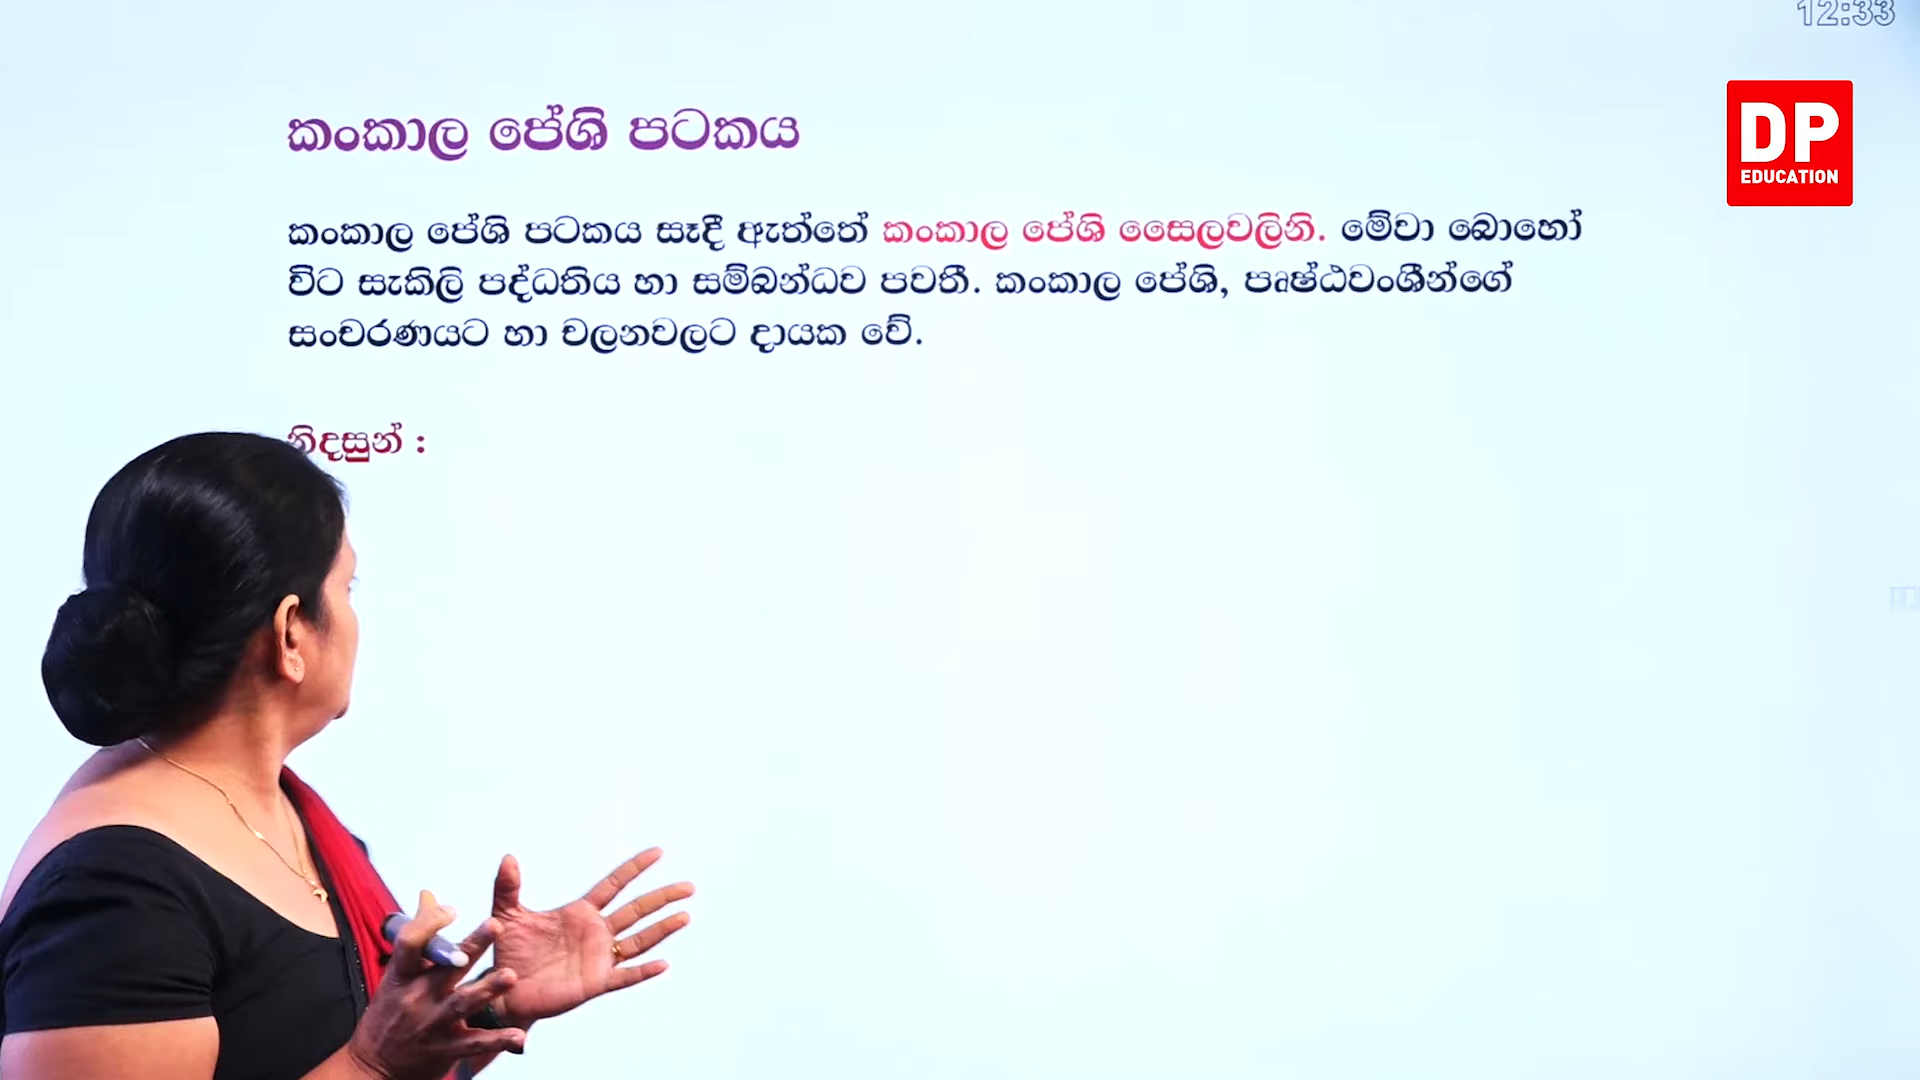 12:33
DP
EDUCATION
කංකාල පේශි පටකය
කංකාල පේශි පටකය සෑදී ඇත්තේ කංකාල පේශි සෛලවලිනි. මේවා බොහෝ
විට සැකිලි පද්ධතිය හා සම්බන්ධව පවතී. කංකාල පේශි, පෘෂ්ඨවංශීන්ගේ
සංචරණයට හා චලනවලට දායක වේ.
නිදසුන් :